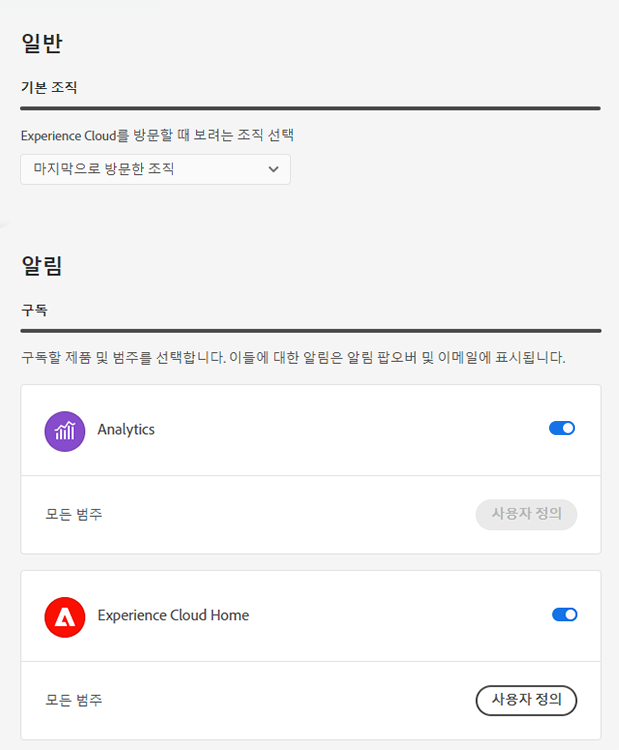 일반
기본 조직
Experience Cloud를 방문할 때 보려는 조직 선택
마지막으로 방문한 조직
알림
구독
구독할 제품 및 범주를 선택합니다. 이들에 대한 알림은 알림 팝오버 및 이메일에 표시됩니다.
Analytics
모든 범주 사용자 정의
Experience Cloud Home
모든 범주 사용자 정의